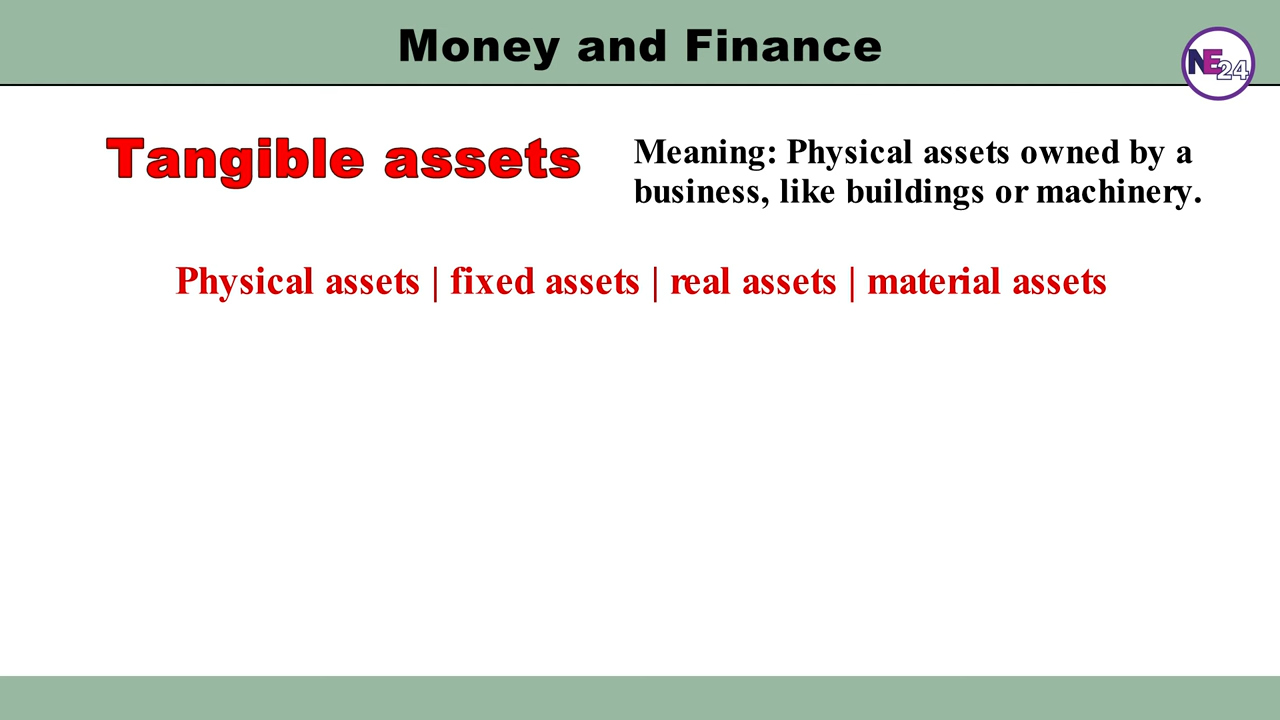 Money and Finance
NE24
Tangible assets
Meaning: Physical assets owned by a
business, like buildings or machinery.
Physical assets | fixed assets | real assets | material assets